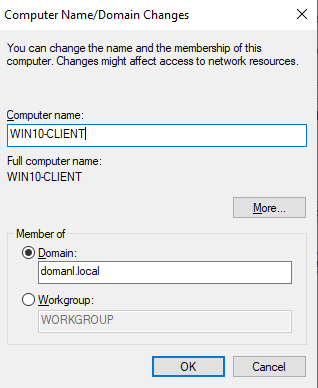 Computer Name/Domain Changes
You can change the name and the membership of this
computer. Changes might affect access to network resources.
Computer name:
WIN10-CLIENT
Full computer name:
WIN10-CLIENT
More...
Member of
Domain:
domanl.local
Workgroup:
WORKGROUP
OK Cancel